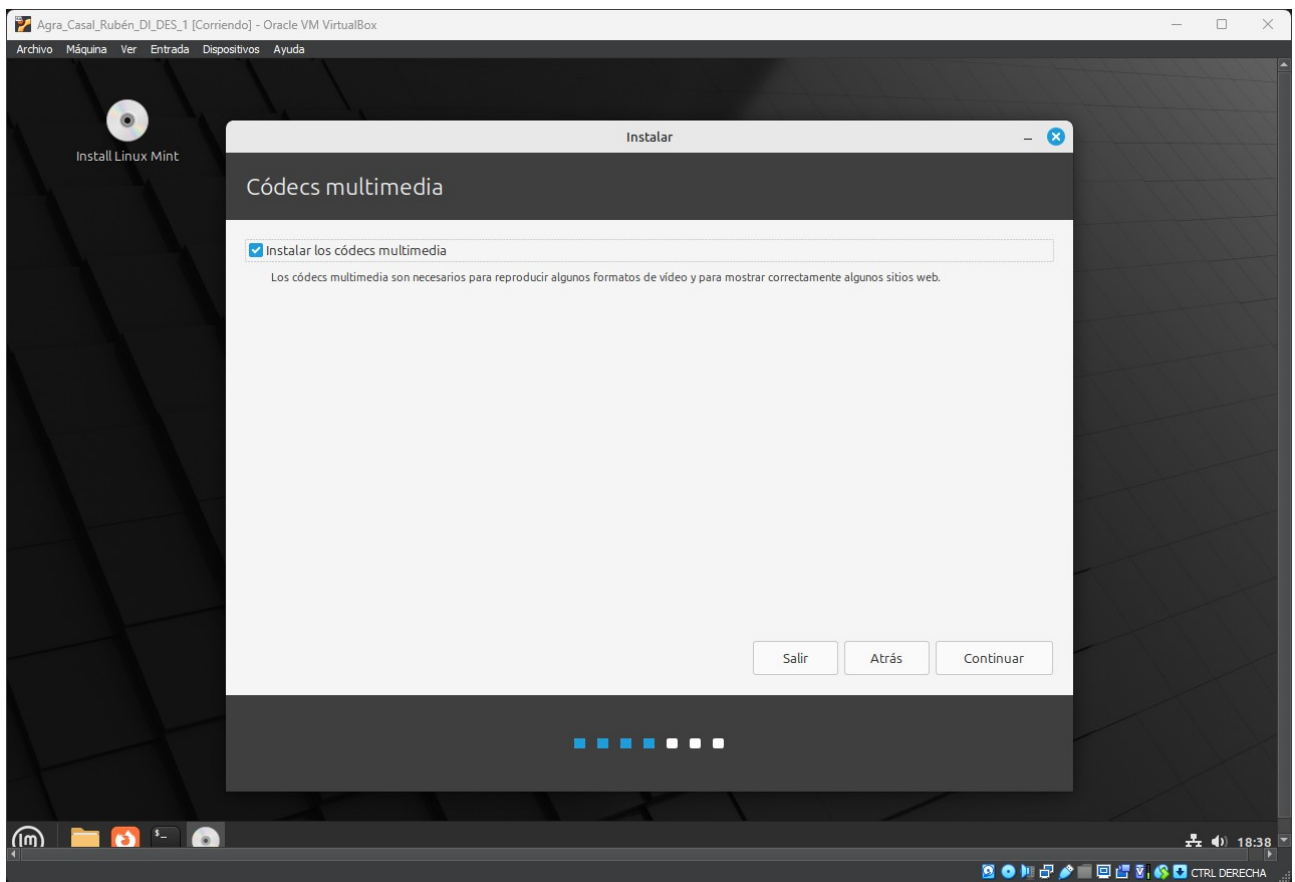 Agra_Casal_Rubén_DI_DES_1 [Corriendo] - Oracle VM VirtualBox
Archivo Máquina Ver Entrada Dispositivos Ayuda
Install Linux Mint
Instalar
Códecs multimedia
Instalar los códecs multimedia
Los códecs multimedia son necesarios para reproducir algunos formatos de vídeo y para mostrar correctamente algunos sitios web.
Salir Atrás Continuar
$_
18:38
CTRL DERECHA